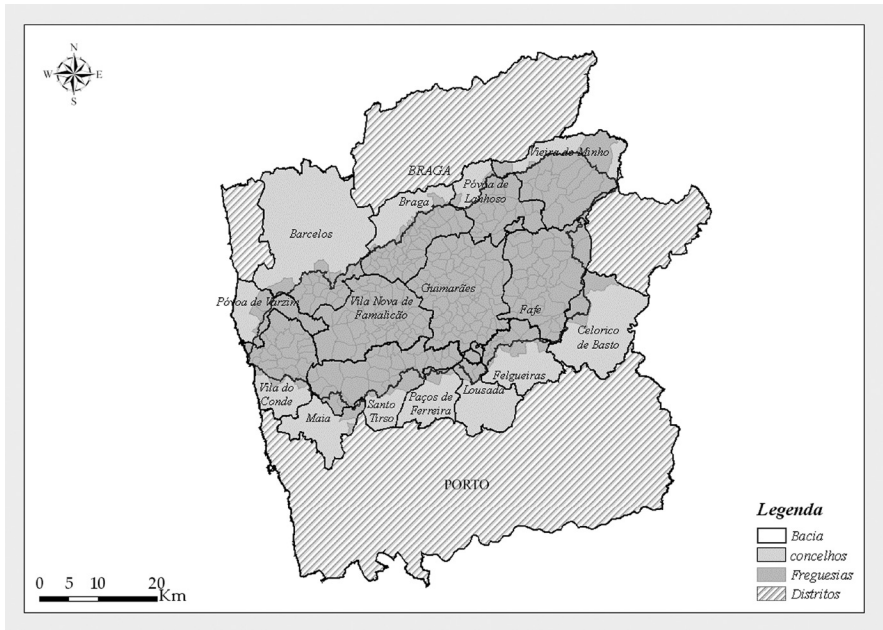 N
W E
S
BRAGA
Vieira do Minho
Póvoa de
Lanhoso
Braga
Barcelos
Guimarães
Póvoa de Varzim
Vila Nova de
Famalicão
Fafe
Celorico
de Basto
Felgueiras
Vila do
Conde
Lousada
Paços de
Ferreira
Santo
Tirso
Maia
PORTO
Legenda
Bacia
concelhos
Freguesias
Distritos
0 5 10 20
Km